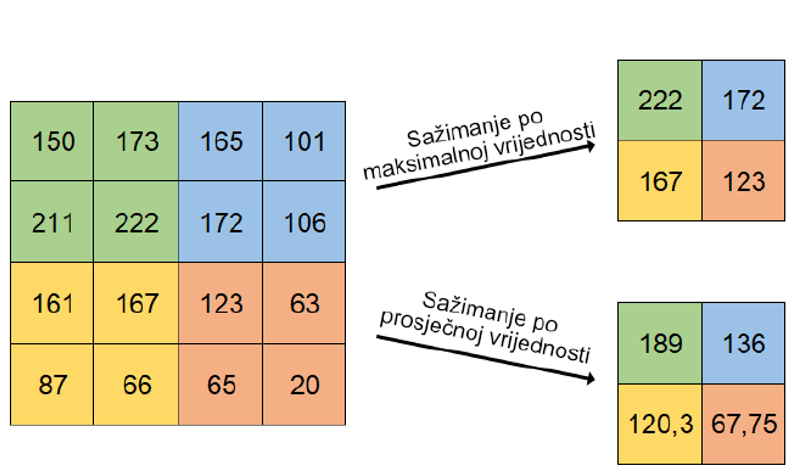 150 173 165 101
211 222 172 106
161 167 123 63
87 66 65 20
Sažimanje po
maksimalnoj vrijednosti
222 172
167 123
Sažimanje po
prosječnoj vrijednosti
189 136
120,3 67,75